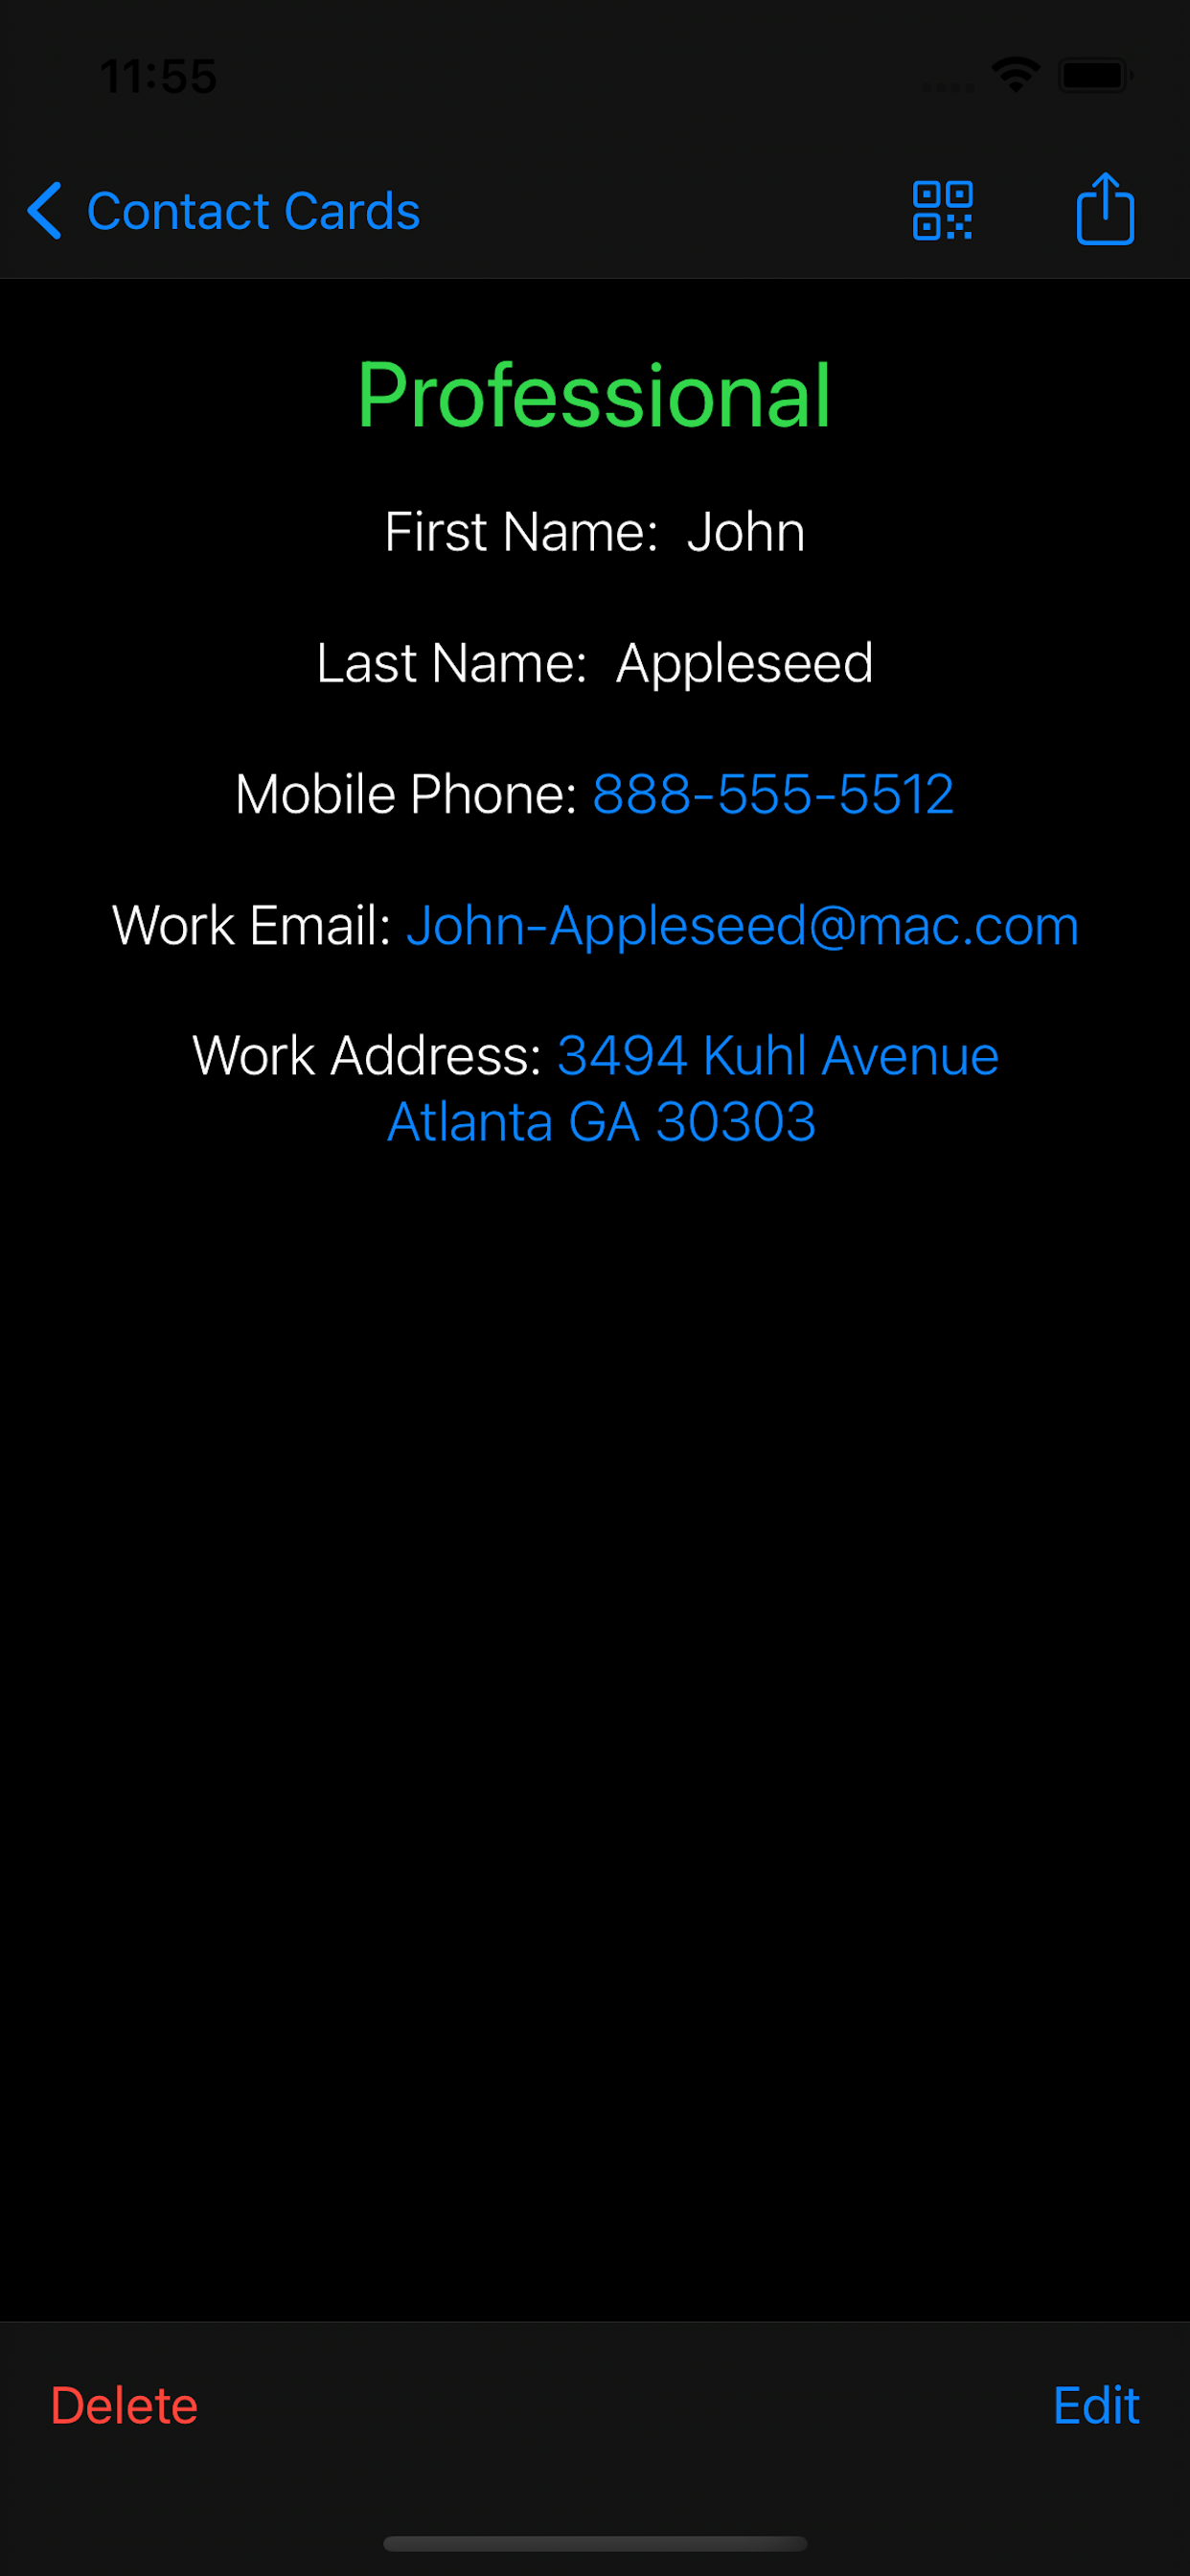 11:55
Contact Cards
Professional
First Name: John
Last Name: Appleseed
Mobile Phone: 888-555-5512
Work Email: John-Appleseed@mac.com
Work Address: 3494 Kuhl Avenue
Atlanta GA 30303
Delete
Edit